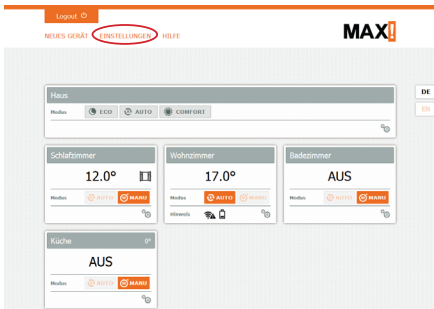 Logout
NEUES GERÄT EINSTELLUNGEN HILFE
MAX!
DE
EN
Haus
Modus ECO AUTO COMFORT
Schlafzimmer
12.0°
Modus AUTO MANU
Wohnzimmer
17.0°
Modus AUTO MANU
Hinweis
Badezimmer
AUS
Modus AUTO MANU
Küche 0°
AUS
Modus AUTO MANU